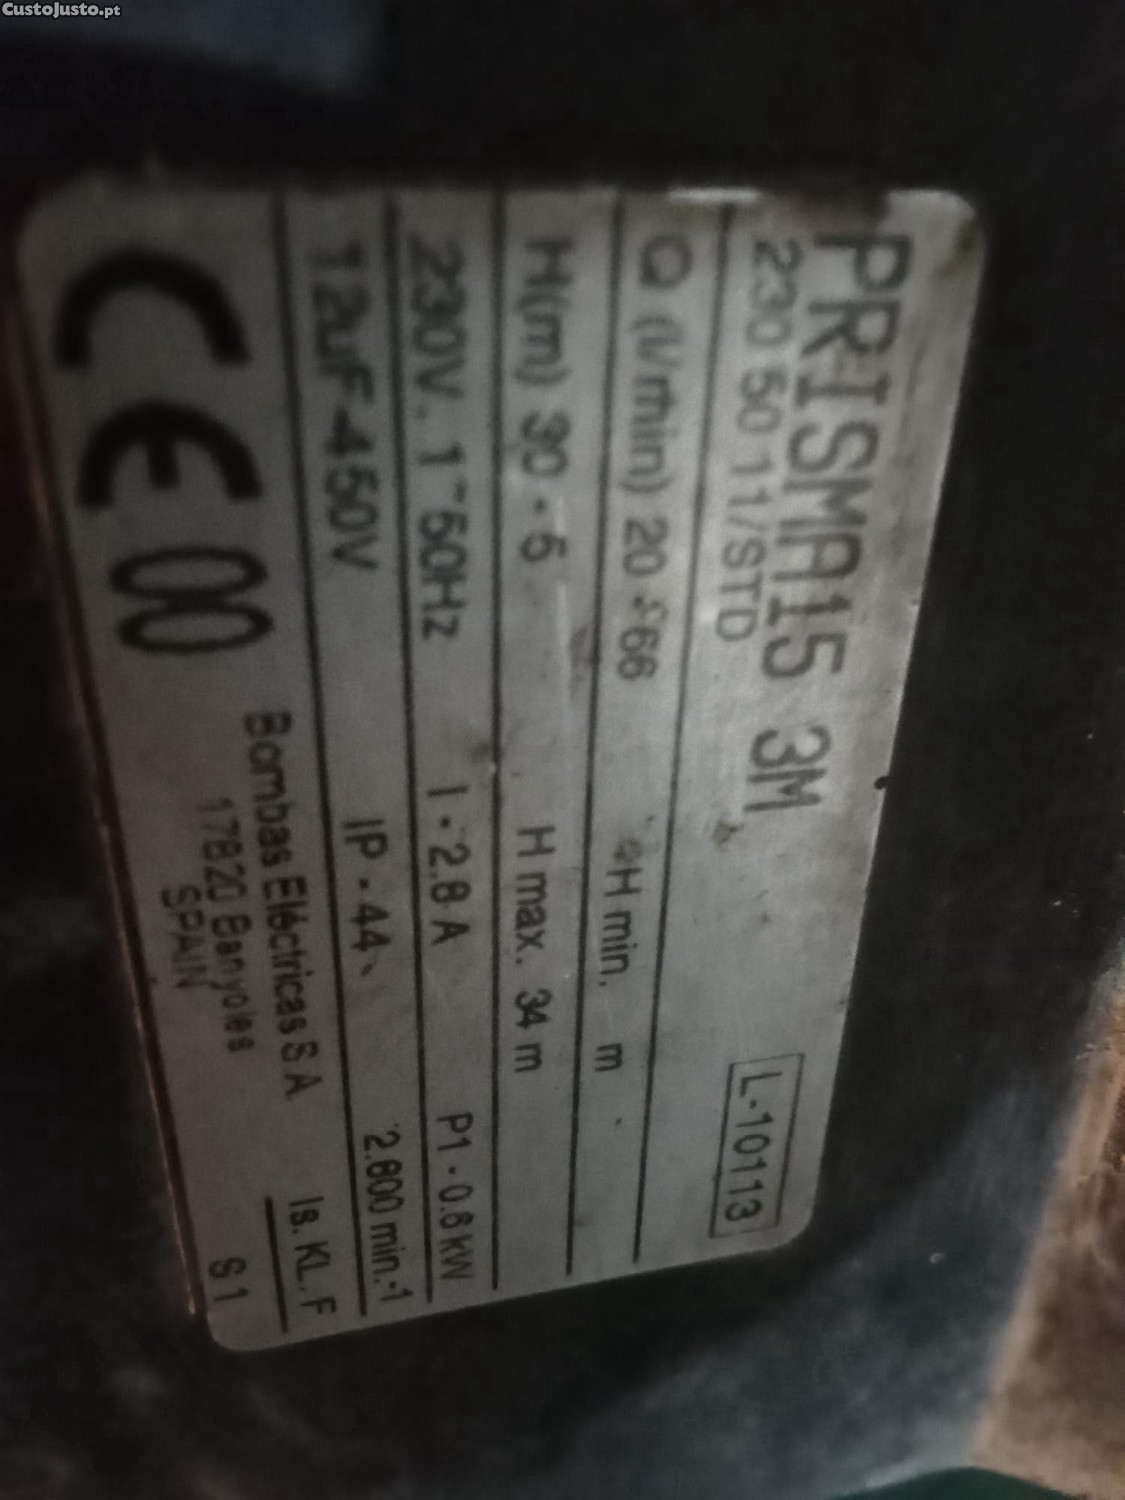 CustoJusto.pt
PRISMA15 3M
230 50 11/STD
L-10113
Q (l/min) 20 - 66
H min. m
H(m) 30 - 5
H max. 34 m
230V. 1~50Hz
I - 2.8 A
P1 - 0.6 KW
12uF-450V
IP - 44
2.800 min.-1
CE 00
Bombas Eléctricas S.A
17820 Banyoles
SPAIN
Is. KL. F
S 1